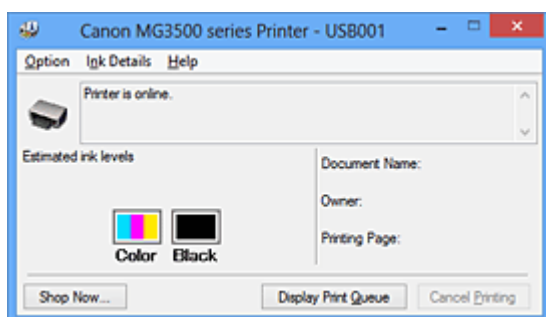 Canon MG3500 series Printer - USB001
Option Ink Details Help
Printer is online.
Estimated ink levels
Document Name:
Owner:
Printing Page:
Color Black
Shop Now... Display Print Queue Cancel Printing